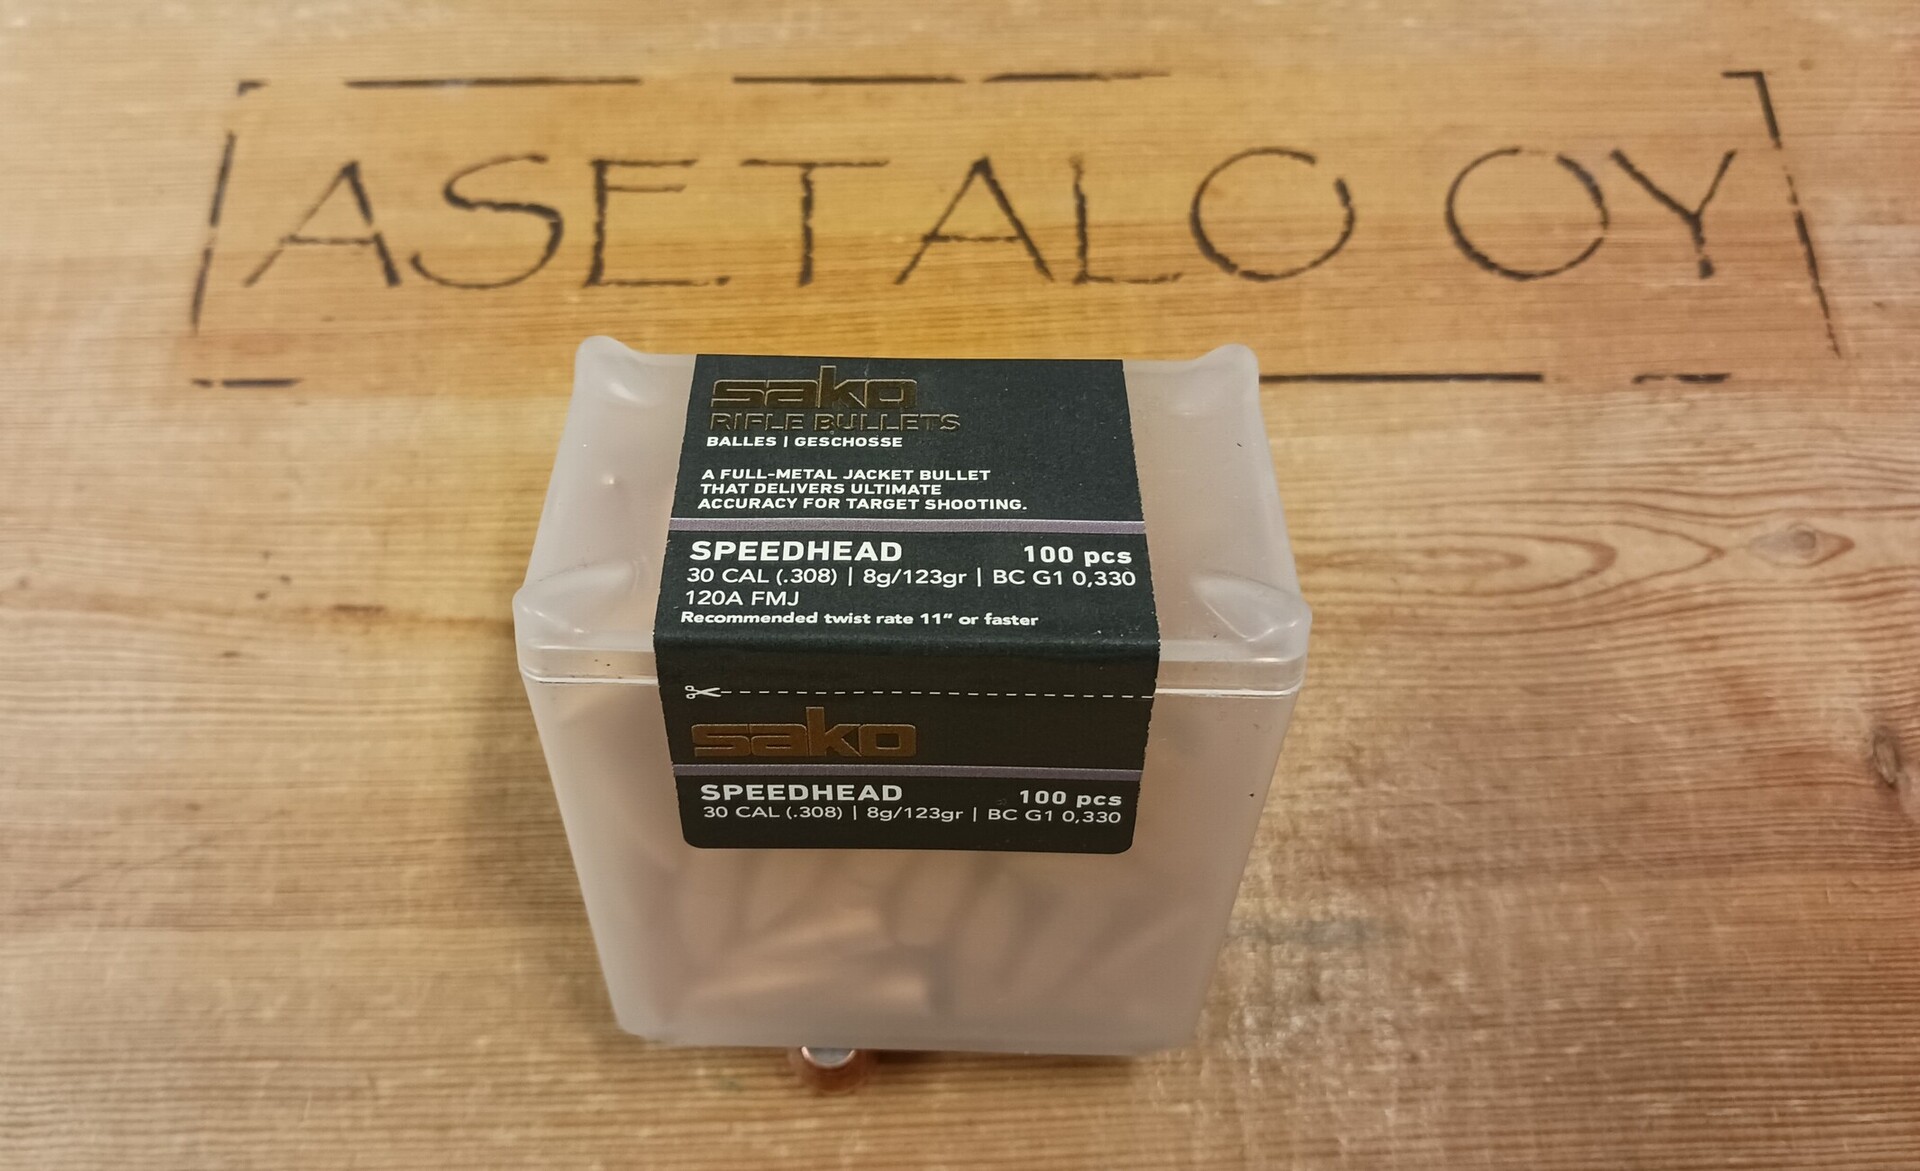 ASETALO OY
sako
RIFLE BULLETS
BALLES | GESCHOSSE
A FULL-METAL JACKET BULLET
THAT DELIVERS ULTIMATE
ACCURACY FOR TARGET SHOOTING.
SPEEDHEAD 100 pcs
30 CAL (.308) | 8g/123gr | BC G1 0,330
120A FMJ
Recommended twist rate 11” or faster
sako
SPEEDHEAD 100 pcs
30 CAL (.308) | 8g/123gr | BC G1 0,330